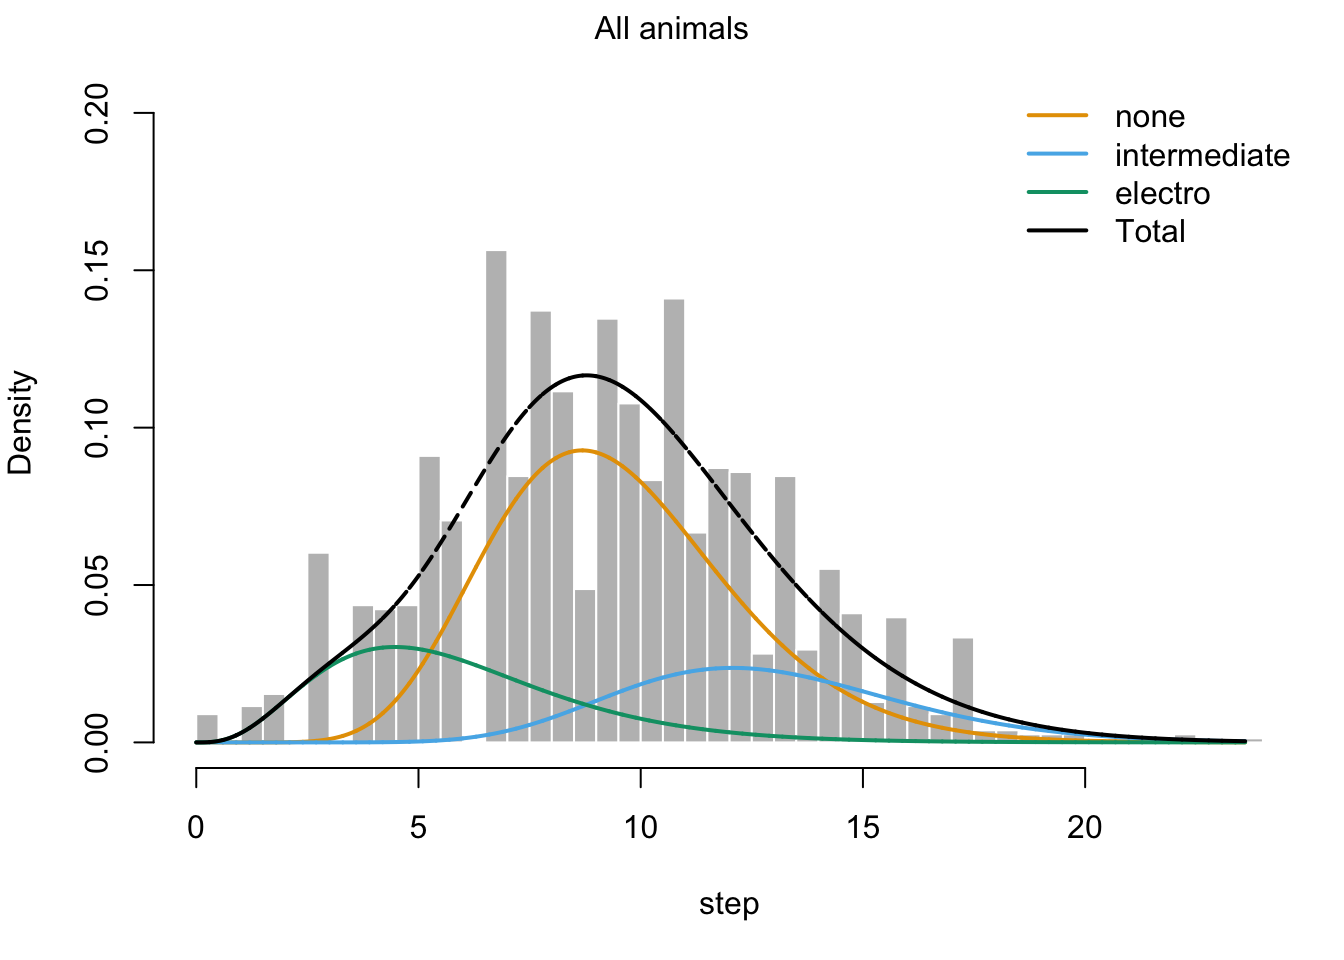 All animals
none
intermediate
electro
Total
Density
0.20
0.15
0.10
0.05
0.00
0 5 10 15 20
step